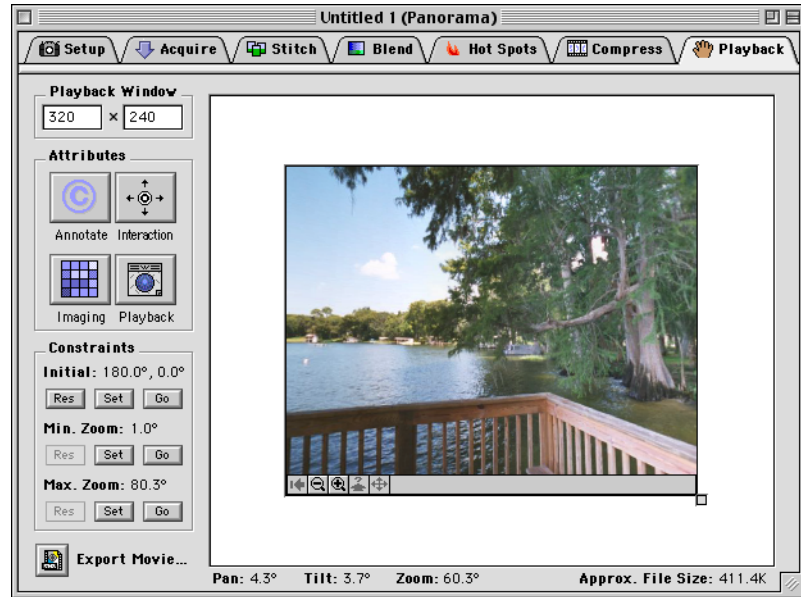 Untitled 1 (Panorama)
Setup
Acquire
Stitch
Blend
Hot Spots
Compress
Playback
Playback Window
320 × 240
Attributes
Annotate
Interaction
Imaging
Playback
Constraints
Initial: 180.0°, 0.0°
Res
Set
Go
Min. Zoom: 1.0°
Res
Set
Go
Max. Zoom: 80.3°
Res
Set
Go
Export Movie...
Pan: 4.3°
Tilt: 3.7°
Zoom: 60.3°
Approx. File Size: 411.4K